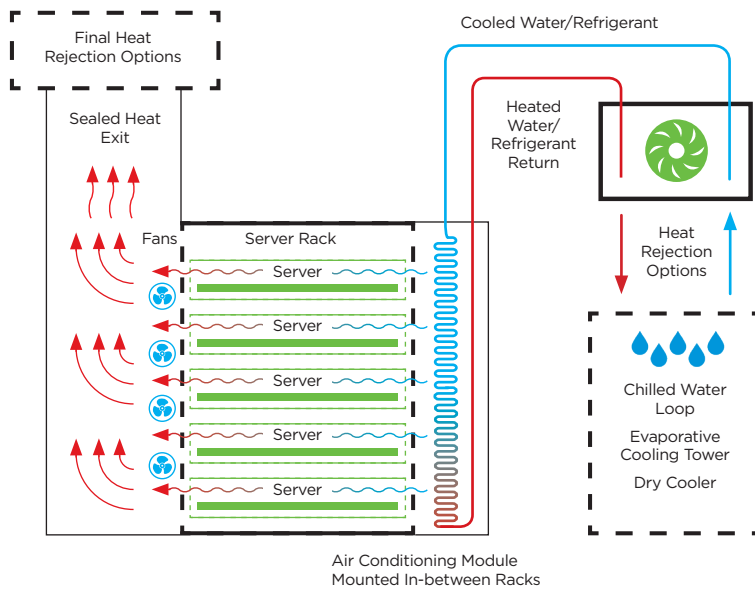 Final Heat
Rejection Options
Sealed Heat
Exit
Fans
Server Rack
Server
Server
Server
Server
Server
Air Conditioning Module
Mounted In-between Racks
Cooled Water/Refrigerant
Heated
Water/
Refrigerant
Return
Heat
Rejection
Options
Chilled Water
Loop
Evaporative
Cooling Tower
Dry Cooler